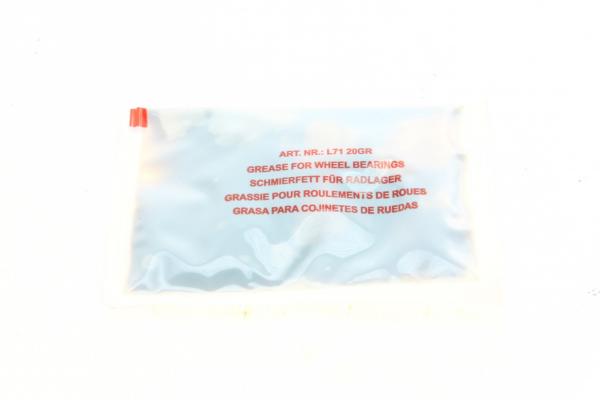 ART. NR.: L71 20GR
GREASE FOR WHEEL BEARINGS
SCHMIERFETT FÜR RADLAGER
GRASSIE POUR ROULEMENTS DE ROUES
GRASA PARA COJINETES DE RUEDAS